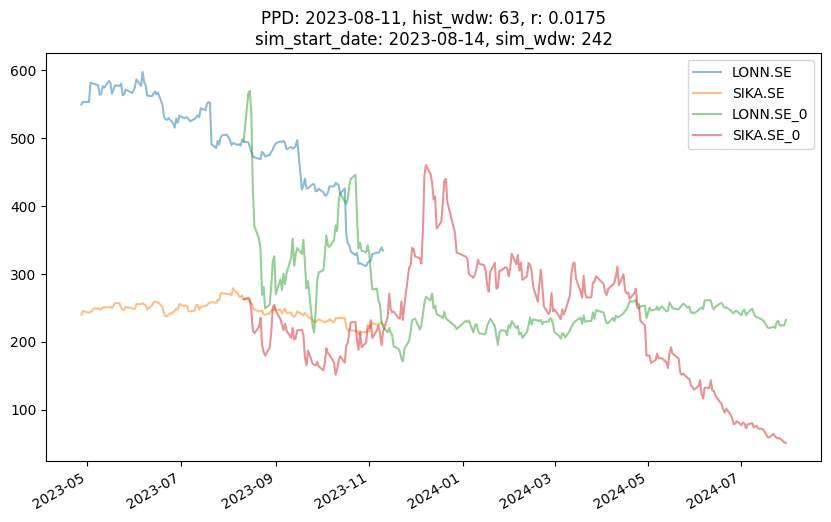 PPD: 2023-08-11, hist_wdw: 63, r: 0.0175
sim_start_date: 2023-08-14, sim_wdw: 242
LONN.SE
SIKA.SE
LONN.SE_0
SIKA.SE_0
600
500
400
300
200
100
2023-05
2023-07
2023-09
2023-11
2024-01
2024-03
2024-05
2024-07